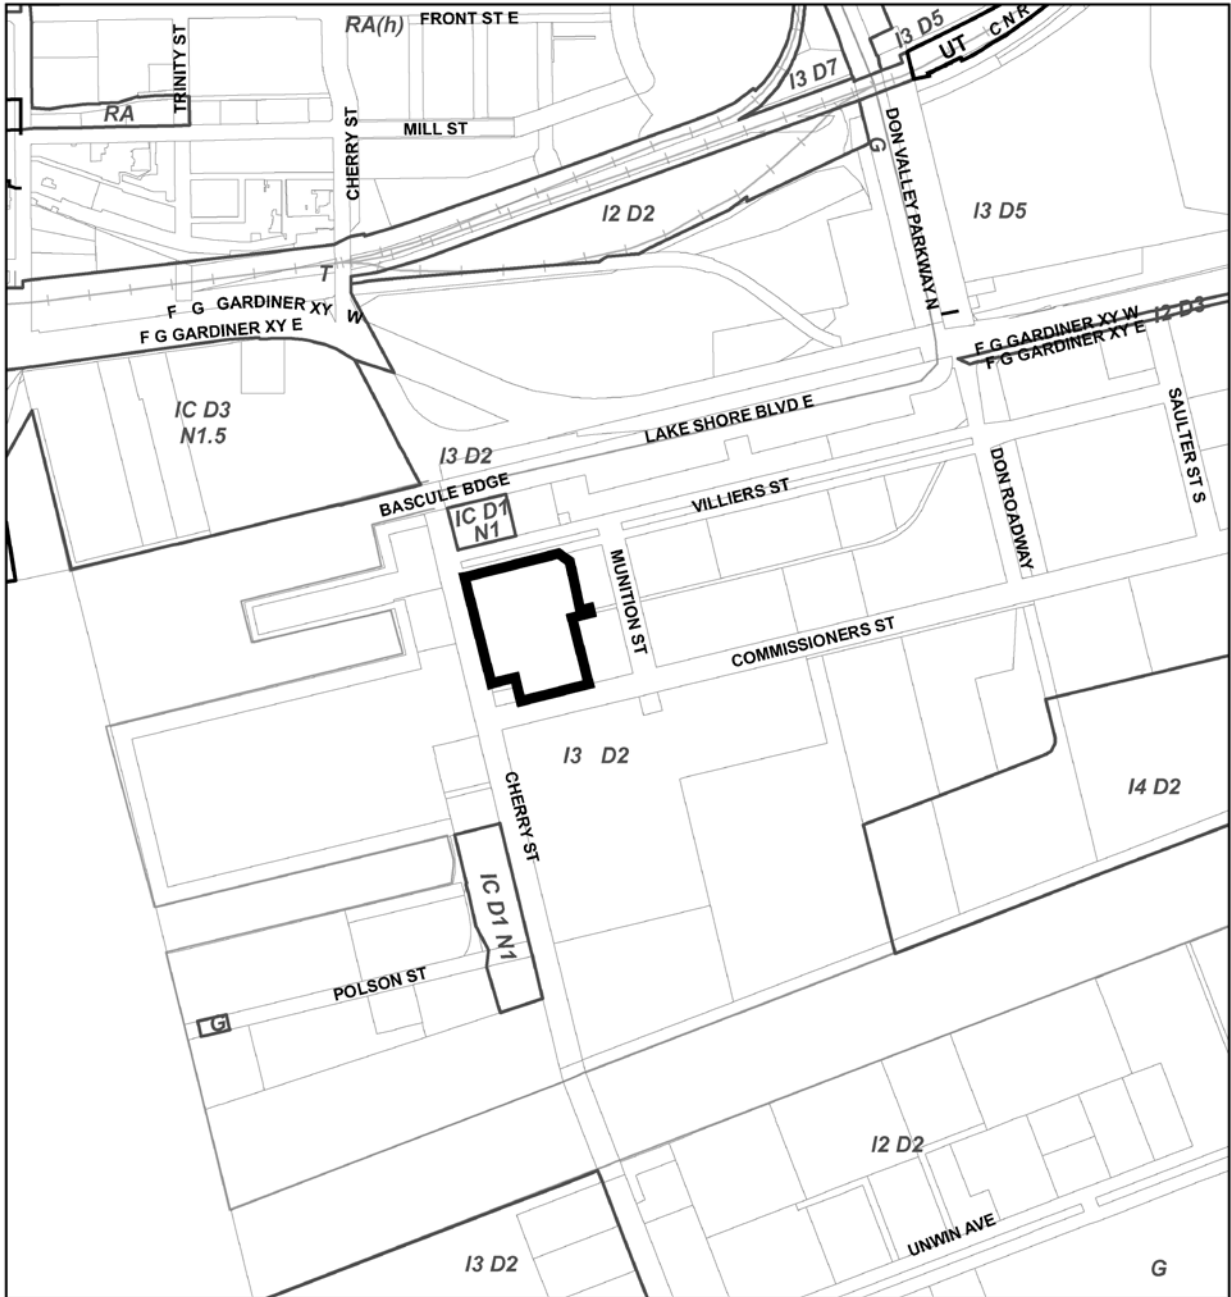 RA(h)
FRONT ST E
I3 D5
UT
C N R
TRINITY ST
I3 D7
RA
CHERRY ST
MILL ST
G
DON VALLEY PARKWAY N
I2 D2
I3 D5
T
F G GARDINER XY W
F G GARDINER XY E
I2 D3
F G GARDINER XY W
F G GARDINER XY E
IC D3
N1.5
SAULTER ST S
LAKE SHORE BLVD E
I3 D2
BASCULE BDGE
DON ROADWAY
VILLIERS ST
IC D1
N1
MUNITION ST
COMMISSIONERS ST
I3 D2
I4 D2
CHERRY ST
IC D1 N1
POLSON ST
G
I2 D2
UNWIN AVE
I3 D2
G